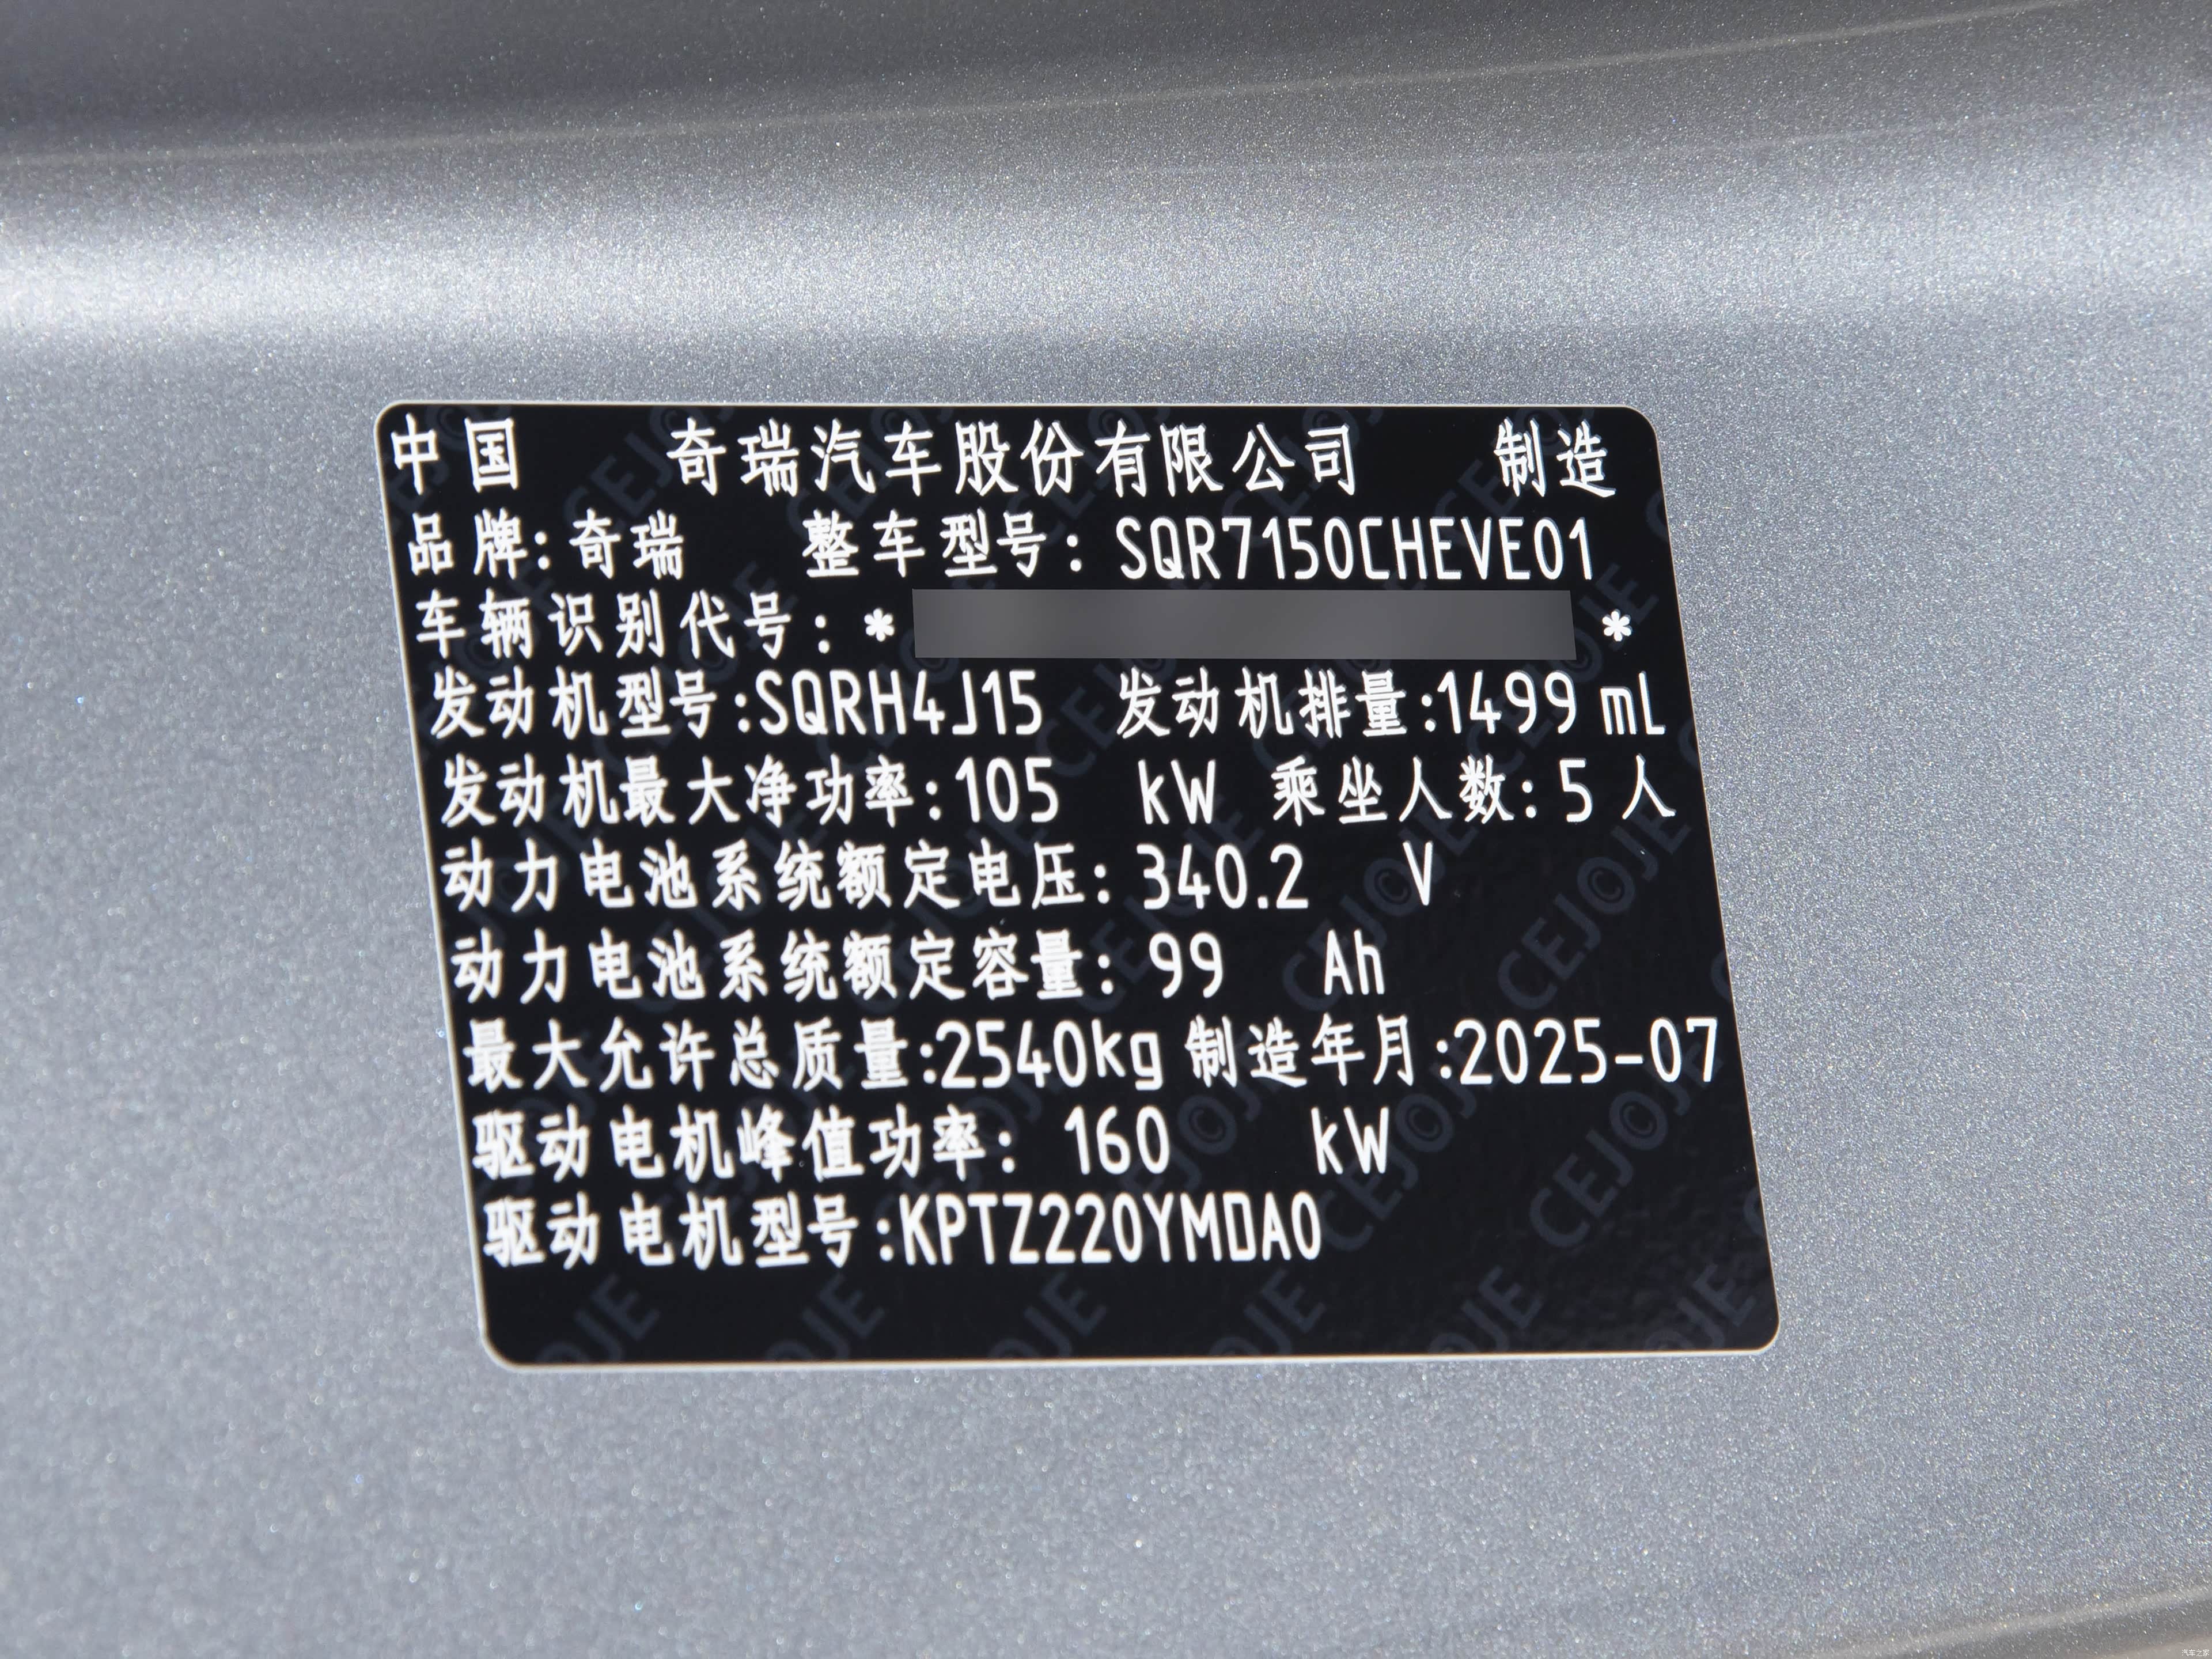 中国 奇瑞汽车股份有限公司 制造
品牌:奇瑞 整车型号: SQR7150CHEVE01
车辆识别代号: * *
发动机型号:SQRH4J15 发动机排量:1499 mL
发动机最大净功率:105 kW 乘坐人数: 5 人
动力电池系统额定电压: 340.2 V
动力电池系统额定容量: 99 Ah
最大允许总质量:2540kg 制造年月:2025-07
驱动电机峰值功率: 160 kW
驱动电机型号:KPTZ220YMDA0
汽车之家